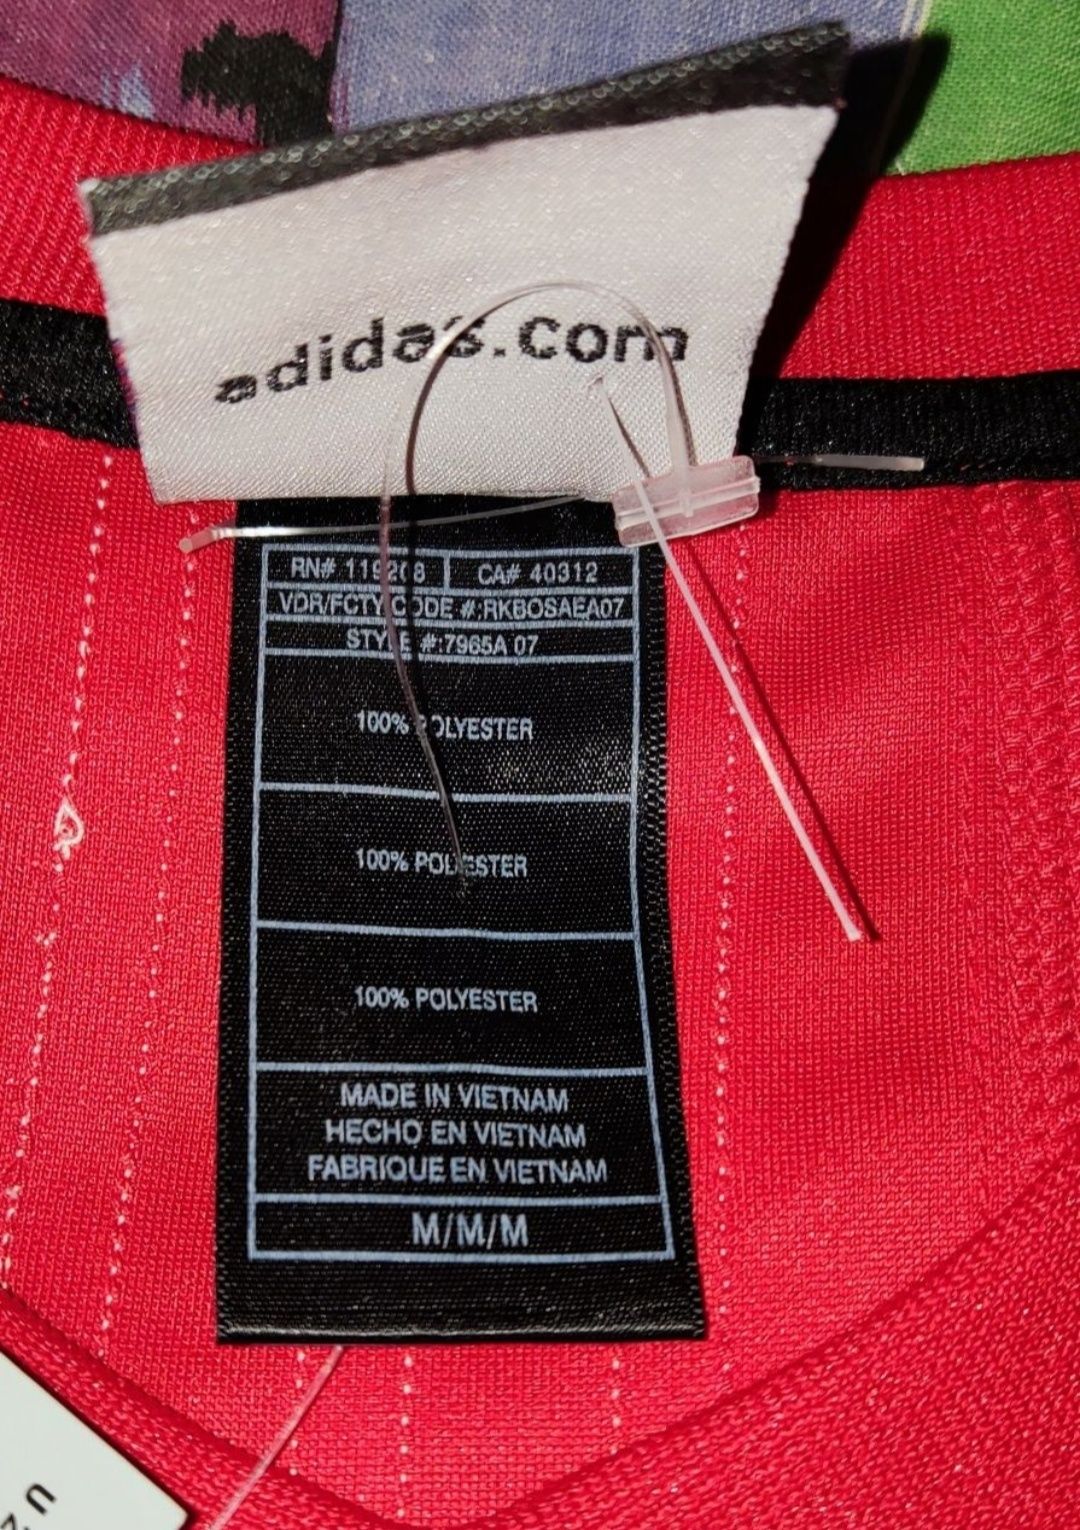 adidas.com
RN# 119208 CA# 40312
VDR/FCTY CODE #:RKBOSAEA07
STYLE #:7965A 07
100% POLYESTER
100% POLYESTER
100% POLYESTER
MADE IN VIETNAM
HECHO EN VIETNAM
FABRIQUE EN VIETNAM
M/M/M